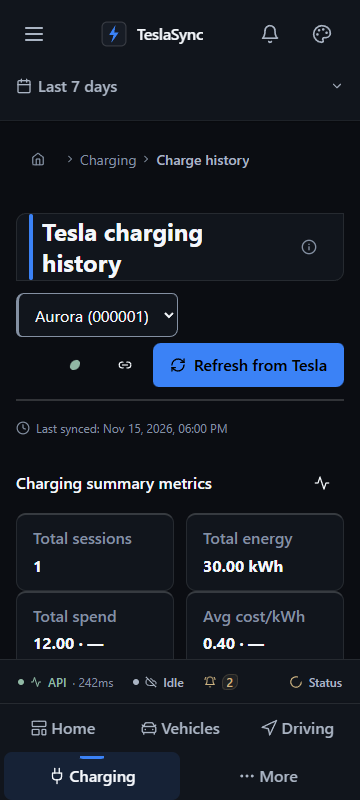 TeslaSync
Last 7 days
Charging
Charge history
Tesla charging
history
Aurora (000001)
Refresh from Tesla
Last synced: Nov 15, 2026, 06:00 PM
Charging summary metrics
Total sessions
1
Total energy
30.00 kWh
Total spend
12.00 · —
Avg cost/kWh
0.40 · —
API · 242ms
Idle
2
Status
Home
Vehicles
Driving
Charging
More